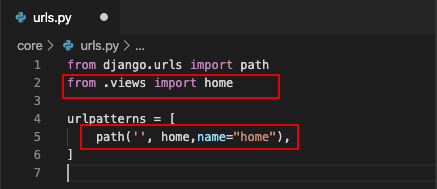 urls.py
core > urls.py > ...
1 from django.urls import path
2 from .views import home
3
4 urlpatterns = [
5     path('', home,name="home"),
6 ]
7